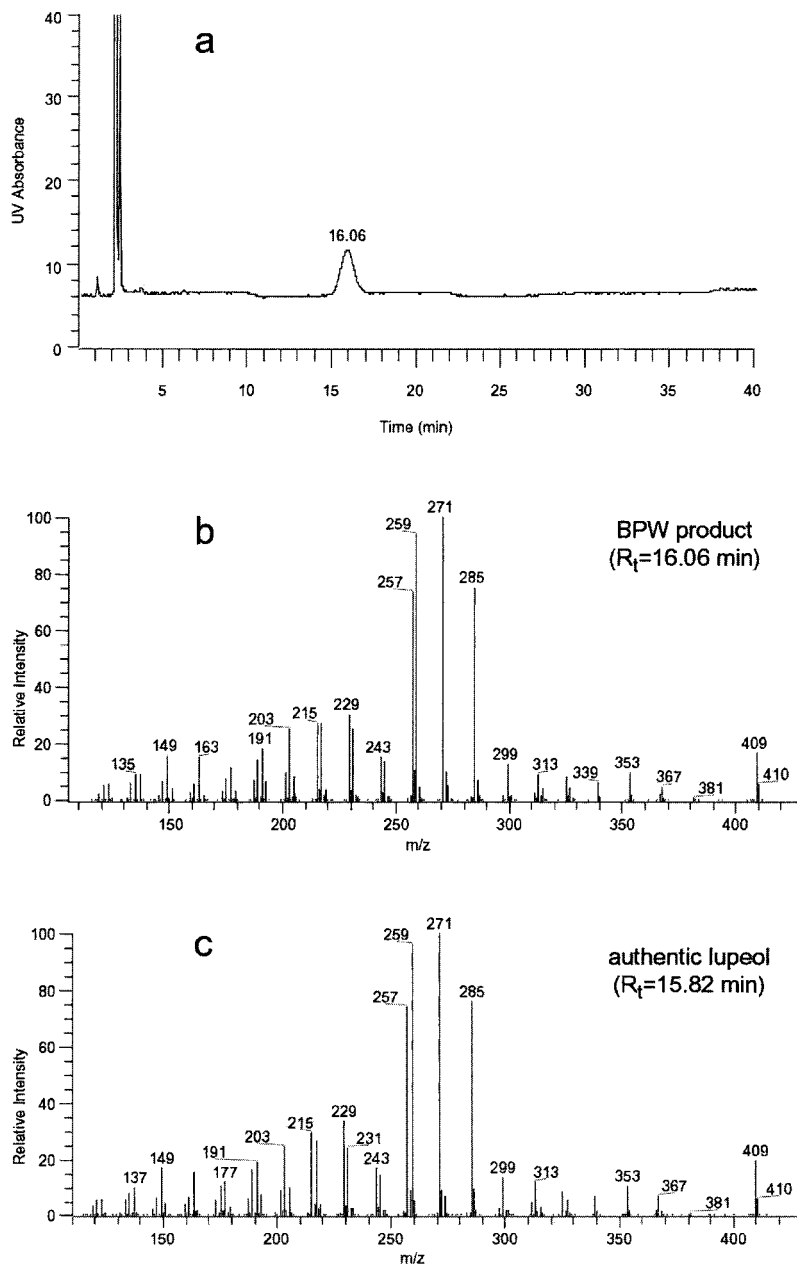 a
40
30
20
10
0
UV Absorbance
16.06
5 10 15 20 25 30 35 40
Time (min)
b
BPW product
(Rt=16.06 min)
100
80
60
40
20
0
Relative Intensity
135 149 163 191 203 215 229 243 257 259 271 285 299 313 339 353 367 381 409 410
150 200 250 300 350 400
m/z
c
authentic lupeol
(Rt=15.82 min)
100
80
60
40
20
0
Relative Intensity
137 149 177 191 203 215 229 231 243 257 259 271 285 299 313 353 367 381 409 410
150 200 250 300 350 400
m/z